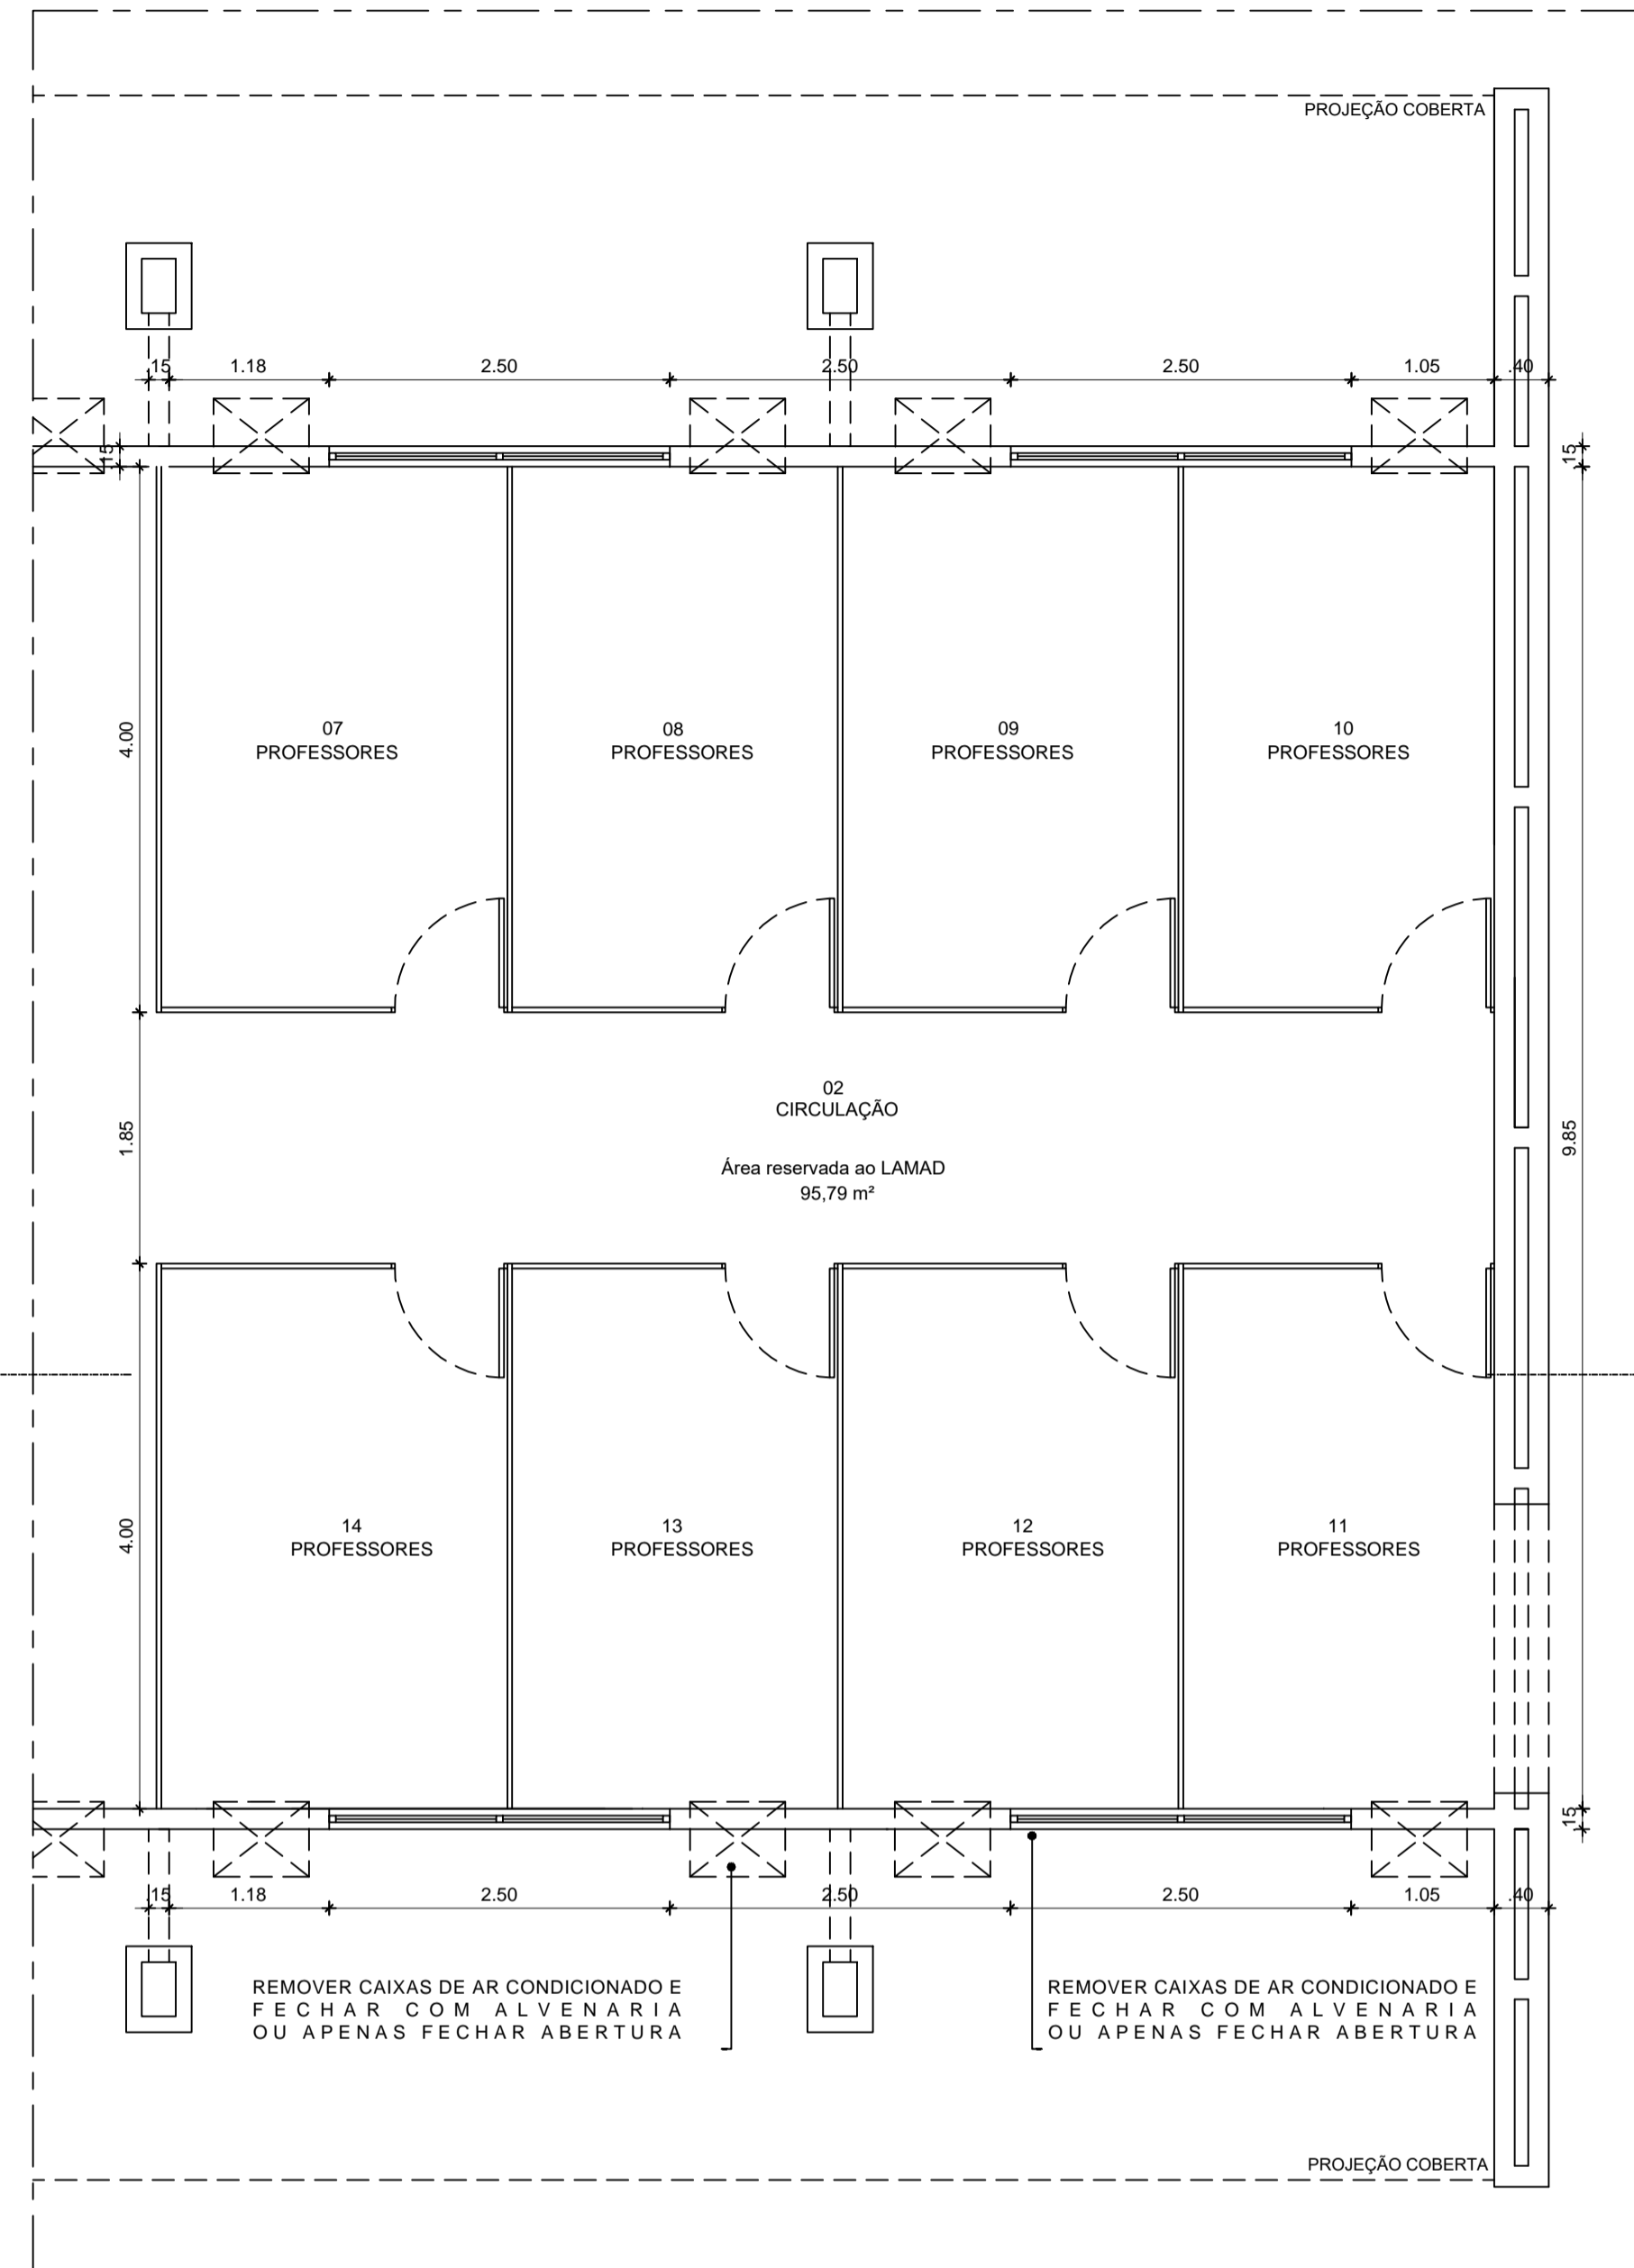 PROJEÇÃO COBERTA
.15 1.18 2.50 2.50 2.50 1.05 .40
.15
.15
4.00
07
PROFESSORES
08
PROFESSORES
09
PROFESSORES
10
PROFESSORES
1.85
02
CIRCULAÇÃO
Área reservada ao LAMAD
95,79 m²
9.85
4.00
14
PROFESSORES
13
PROFESSORES
12
PROFESSORES
11
PROFESSORES
.15
.15 1.18 2.50 2.50 2.50 1.05 .40
REMOVER CAIXAS DE AR CONDICIONADO E
FECHAR COM ALVENARIA
OU APENAS FECHAR ABERTURA
REMOVER CAIXAS DE AR CONDICIONADO E
FECHAR COM ALVENARIA
OU APENAS FECHAR ABERTURA
PROJEÇÃO COBERTA